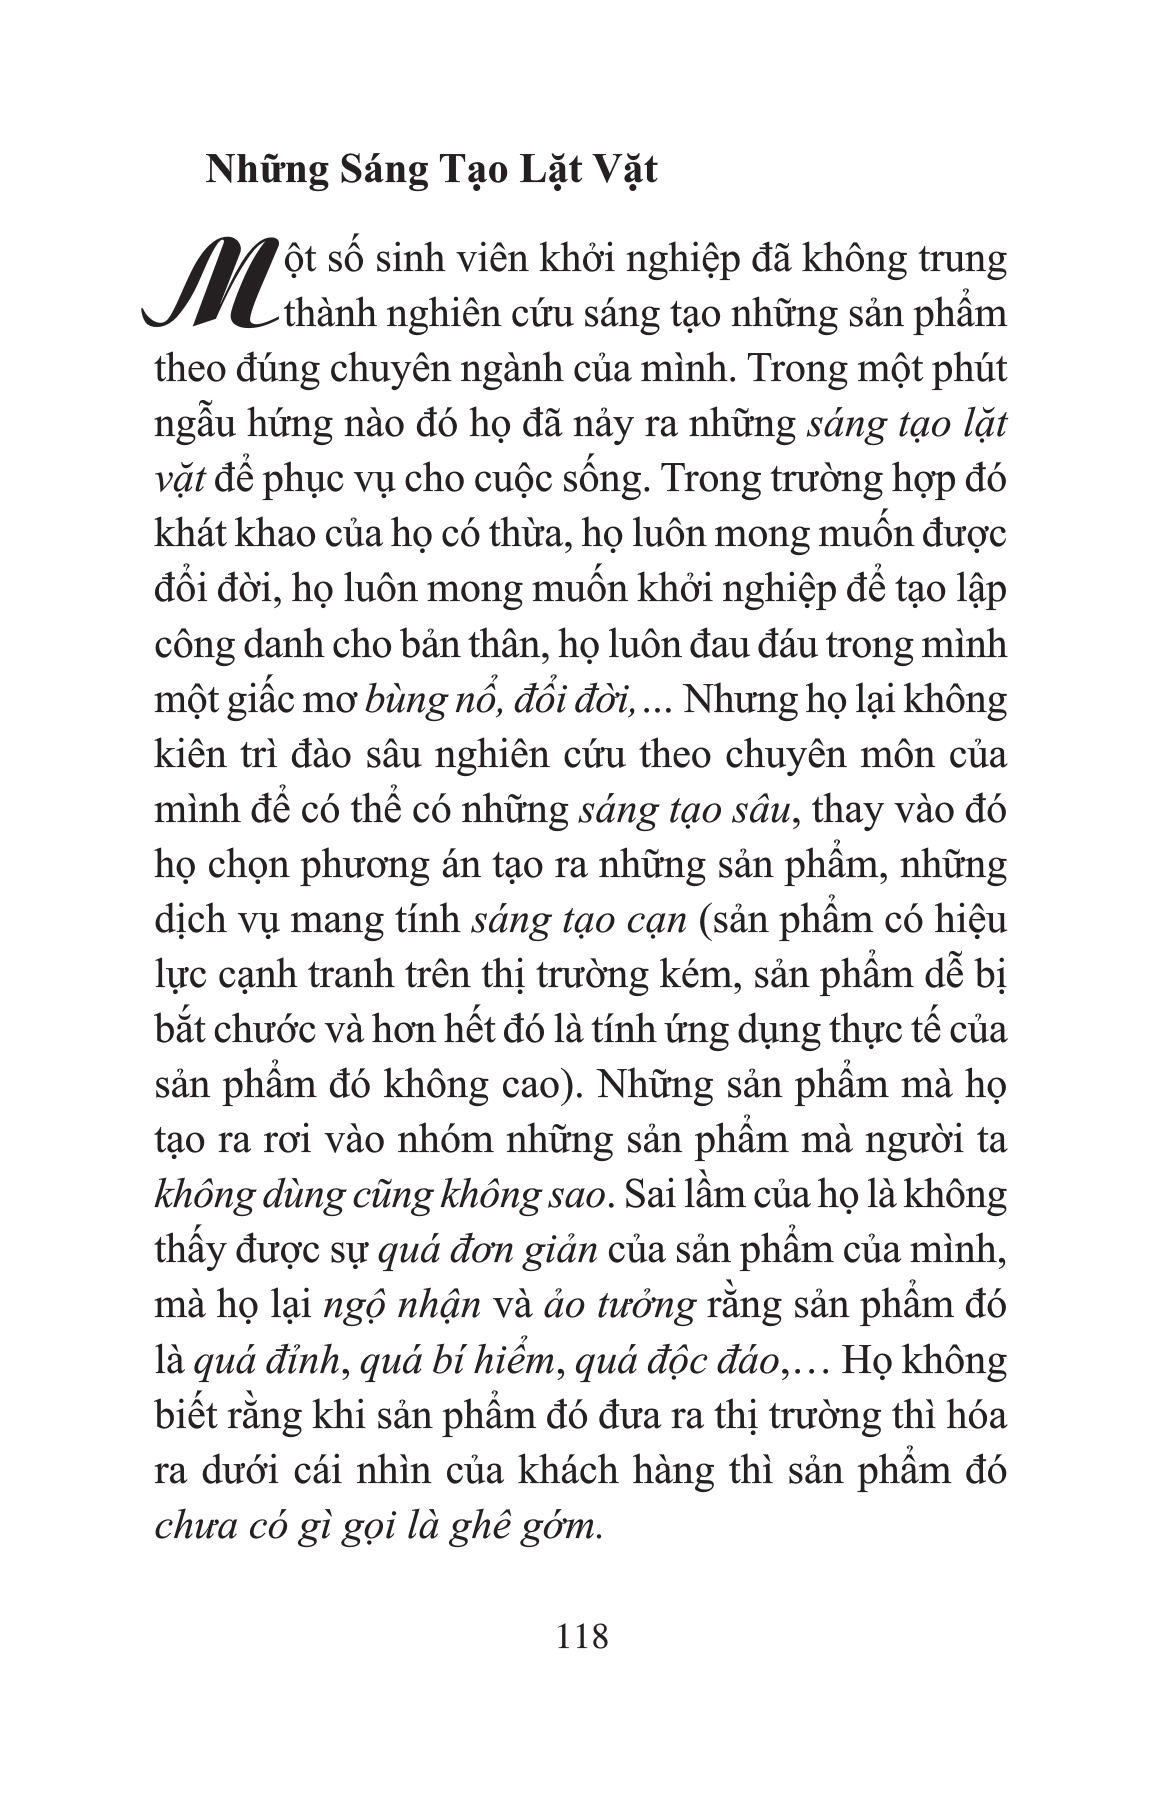 Những Sáng Tạo Lặt Vặt
Một số sinh viên khởi nghiệp đã không trung
thành nghiên cứu sáng tạo những sản phẩm
theo đúng chuyên ngành của mình. Trong một phút
ngẫu hứng nào đó họ đã nảy ra những sáng tạo lặt
vặt để phục vụ cho cuộc sống. Trong trường hợp đó
khát khao của họ có thừa, họ luôn mong muốn được
đổi đời, họ luôn mong muốn khởi nghiệp để tạo lập
công danh cho bản thân, họ luôn đau đáu trong mình
một giấc mơ bùng nổ, đổi đời,… Nhưng họ lại không
kiên trì đào sâu nghiên cứu theo chuyên môn của
mình để có thể có những sáng tạo sâu, thay vào đó
họ chọn phương án tạo ra những sản phẩm, những
dịch vụ mang tính sáng tạo cạn (sản phẩm có hiệu
lực cạnh tranh trên thị trường kém, sản phẩm dễ bị
bắt chước và hơn hết đó là tính ứng dụng thực tế của
sản phẩm đó không cao). Những sản phẩm mà họ
tạo ra rơi vào nhóm những sản phẩm mà người ta
không dùng cũng không sao. Sai lầm của họ là không
thấy được sự quá đơn giản của sản phẩm của mình,
mà họ lại ngộ nhận và ảo tưởng rằng sản phẩm đó
là quá đỉnh, quá bí hiểm, quá độc đáo,… Họ không
biết rằng khi sản phẩm đó đưa ra thị trường thì hóa
ra dưới cái nhìn của khách hàng thì sản phẩm đó
chưa có gì gọi là ghê gớm.
118